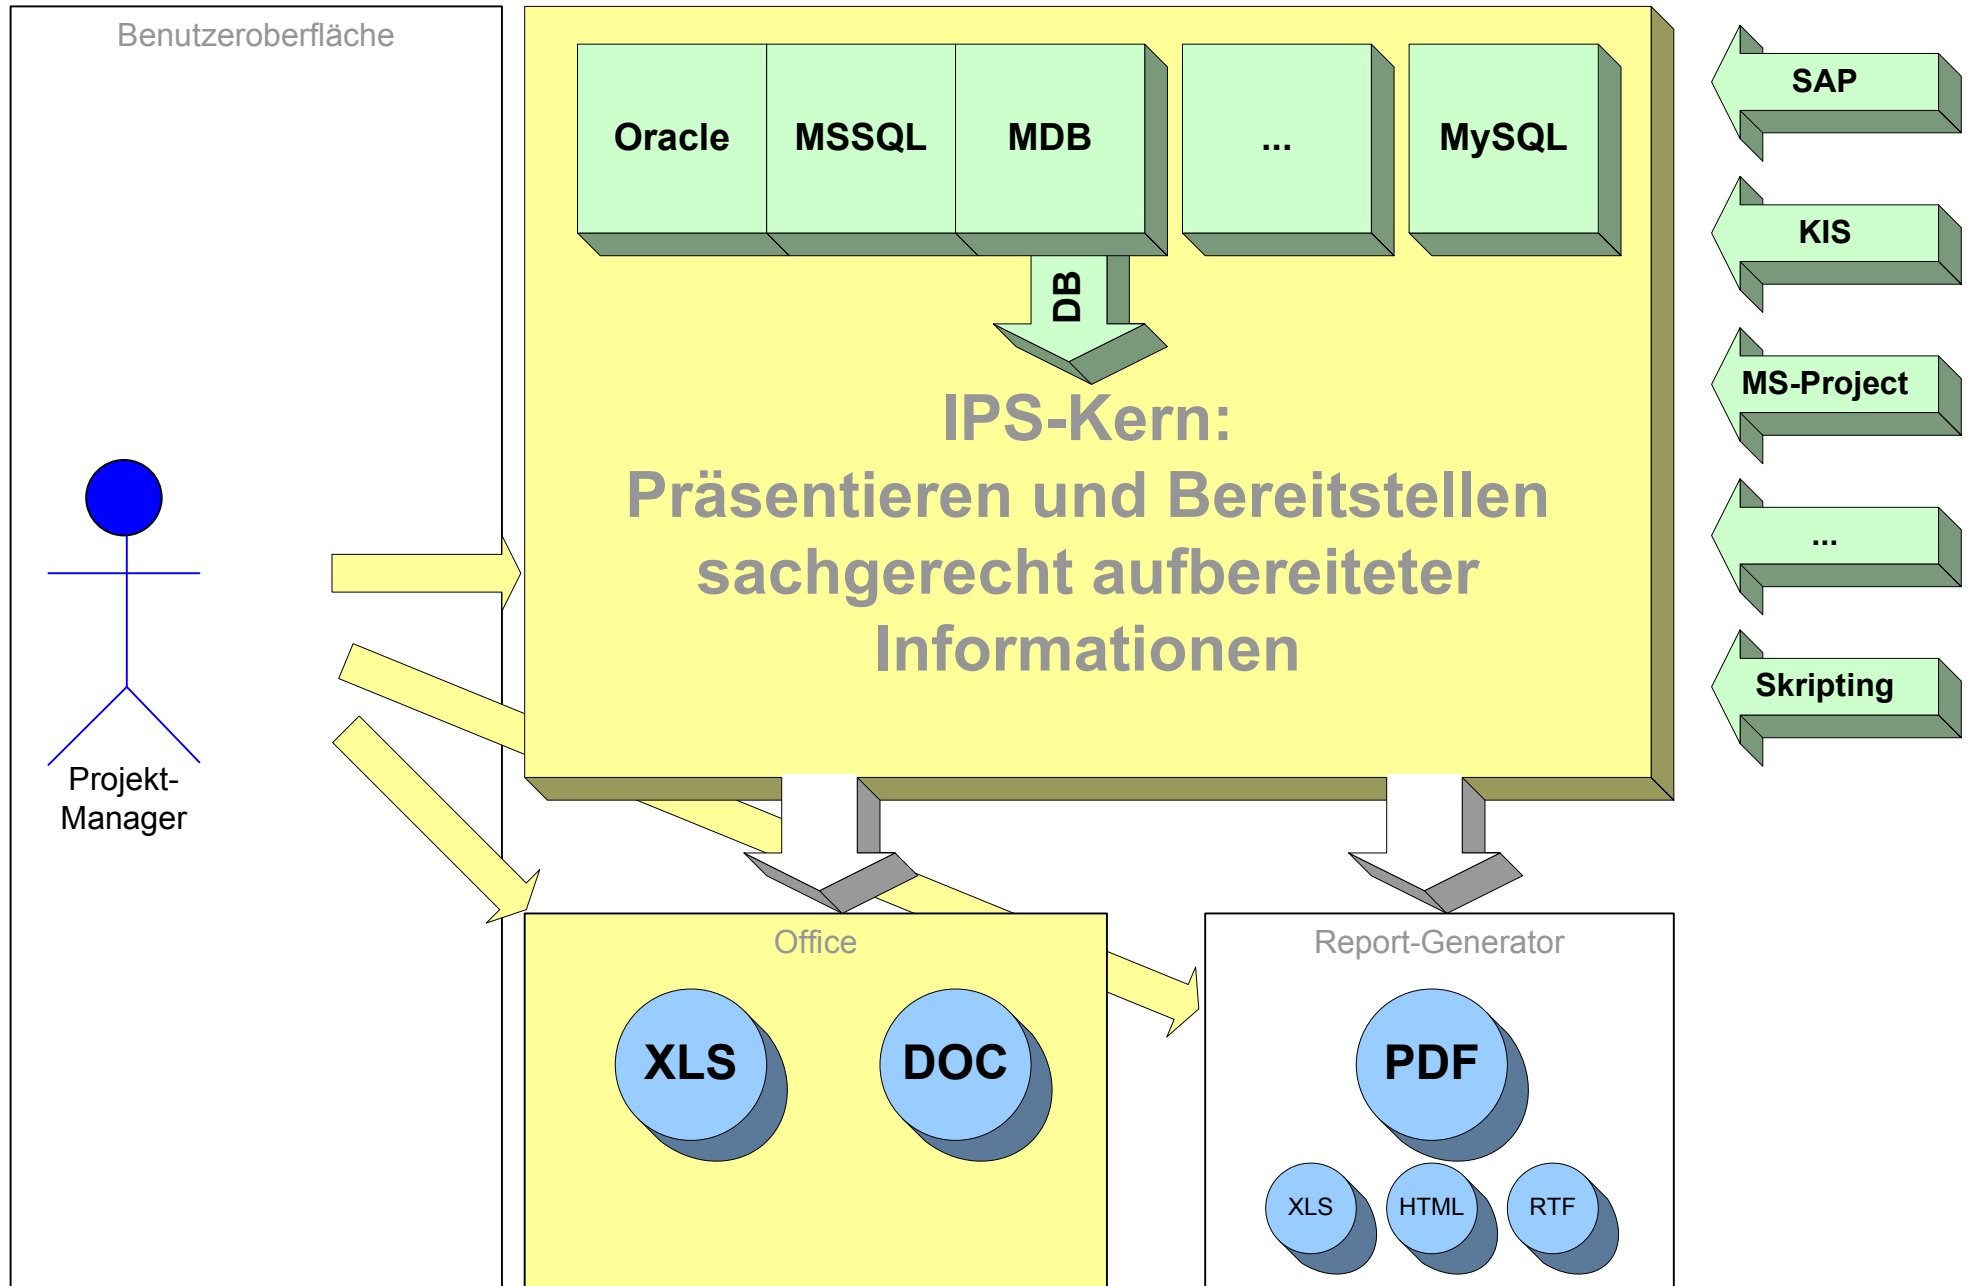 Benutzeroberfläche
Projekt-
Manager
Oracle
MSSQL
MDB
...
MySQL
DB
IPS-Kern:
Präsentieren und Bereitstellen
sachgerecht aufbereiteter
Informationen
SAP
KIS
MS-Project
...
Skripting
Office
XLS
DOC
Report-Generator
PDF
XLS
HTML
RTF